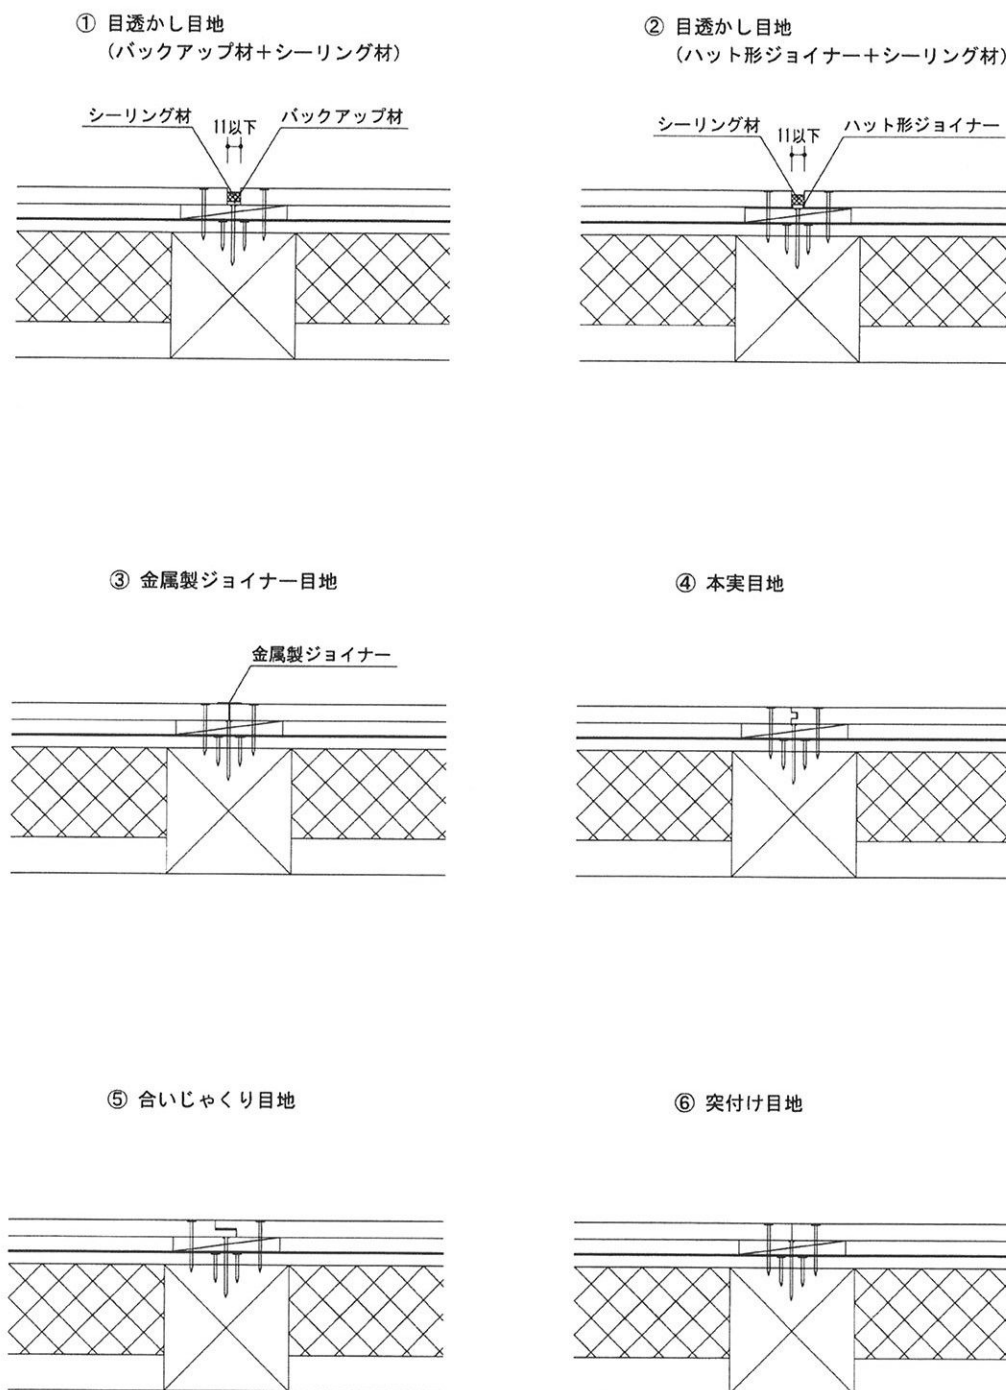 ① 目透かし目地
(バックアップ材+シーリング材)
シーリング材
11以下
バックアップ材
② 目透かし目地
(ハット形ジョイナー+シーリング材)
シーリング材
11以下
ハット形ジョイナー
③ 金属製ジョイナー目地
金属製ジョイナー
④ 本実目地
⑤ 合いじゃくり目地
⑥ 突付け目地